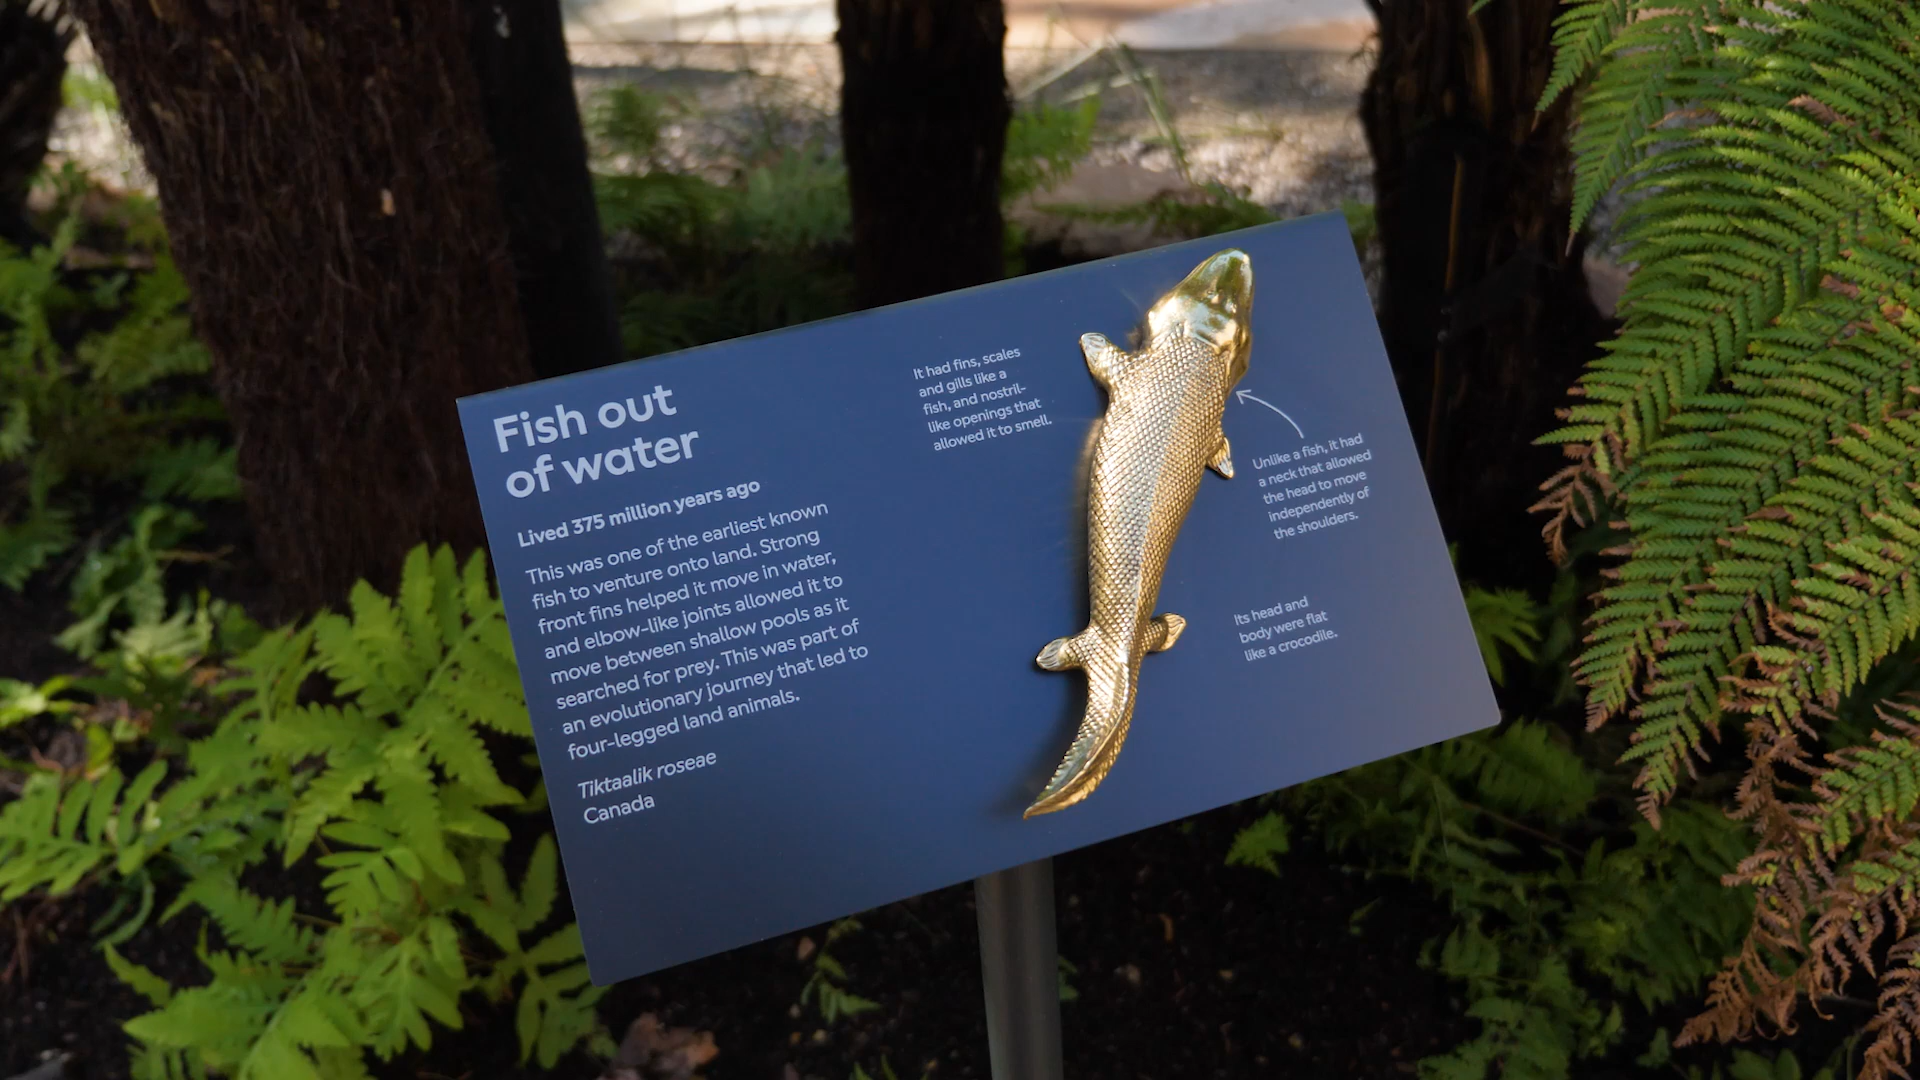 Fish out
of water
Lived 375 million years ago
This was one of the earliest known
fish to venture onto land. Strong
front fins helped it move in water,
and elbow-like joints allowed it to
move between shallow pools as it
searched for prey. This was part of
an evolutionary journey that led to
four-legged land animals.
Tiktaalik roseae
Canada
It had fins, scales
and gills like a
fish, and nostril-
like openings that
allowed it to smell.
Unlike a fish, it had
a neck that allowed
the head to move
independently of
the shoulders.
Its head and
body were flat
like a crocodile.